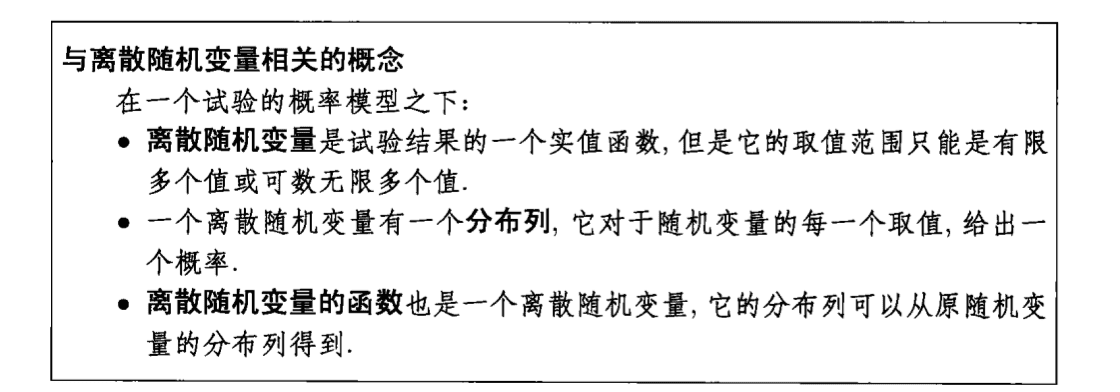 与离散随机变量相关的概念
在一个试验的概率模型之下:
• 离散随机变量是试验结果的一个实值函数, 但是它的取值范围只能是有限
多个值或可数无限多个值.
• 一个离散随机变量有一个分布列, 它对于随机变量的每一个取值, 给出一
个概率.
• 离散随机变量的函数也是一个离散随机变量, 它的分布列可以从原随机变
量的分布列得到.